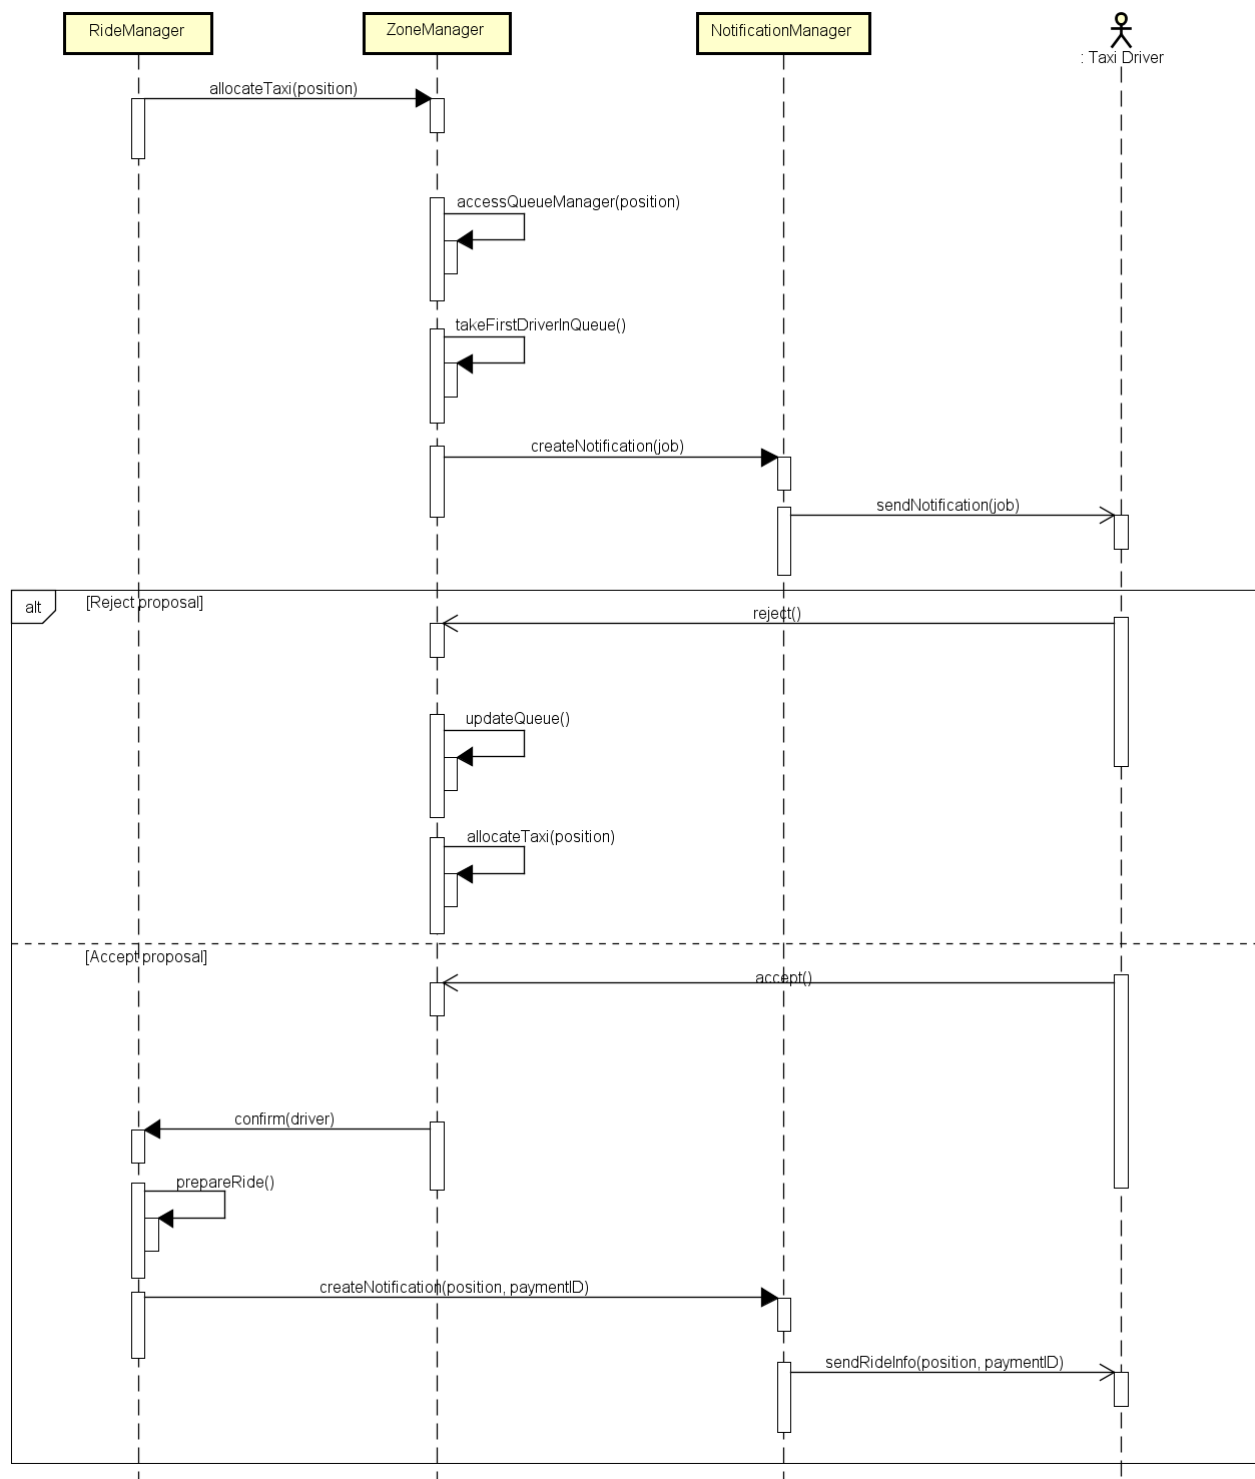 RideManager
ZoneManager
NotificationManager
: Taxi Driver
allocateTaxi(position)
accessQueueManager(position)
takeFirstDriverInQueue()
createNotification(job)
sendNotification(job)
alt
[Reject proposal]
reject()
updateQueue()
allocateTaxi(position)
[Accept proposal]
accept()
confirm(driver)
prepareRide()
createNotification(position, paymentID)
sendRideInfo(position, paymentID)